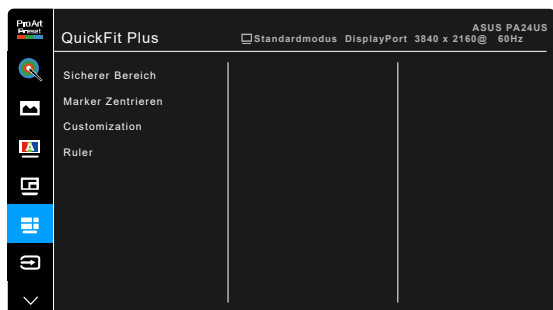 ProArt
Preset
QuickFit Plus
ASUS PA24US
Standardmodus DisplayPort 3840 x 2160@ 60Hz
Sicherer Bereich
Marker Zentrieren
Customization
Ruler
A